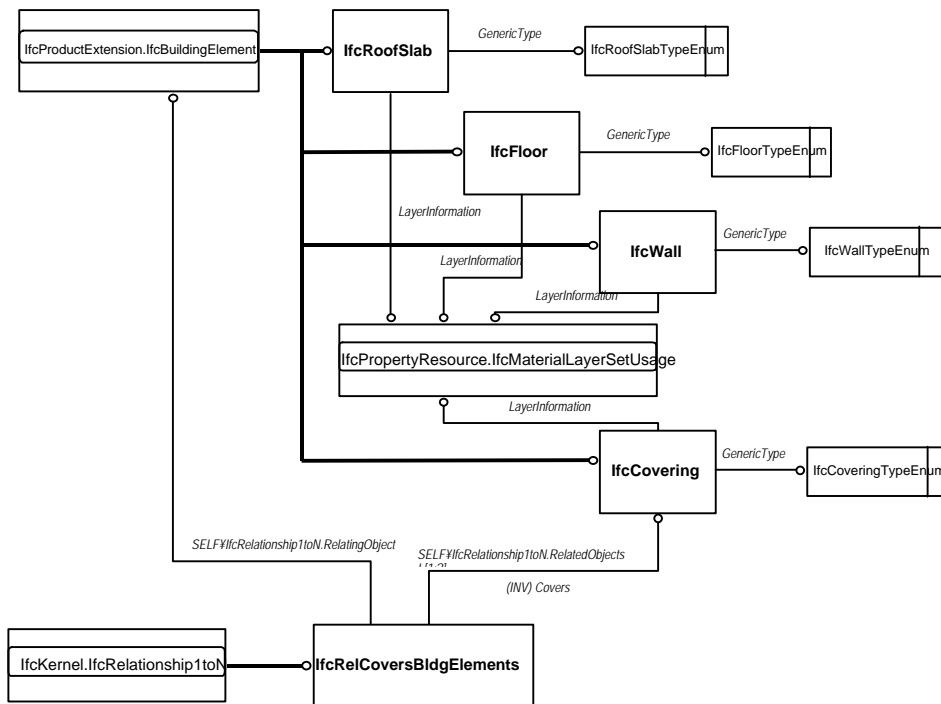 GenericType
IfcProductExtension.IfcBuildingElement
IfcRoofSlab
IfcRoofSlabTypeEnum
GenericType
IfcFloor
IfcFloorTypeEnum
LayerInformation
GenericType
IfcWall
IfcWallTypeEnum
LayerInformation
LayerInformation
IfcPropertyResource.IfcMaterialLayerSetUsage
LayerInformation
GenericType
IfcCovering
IfcCoveringTypeEnum
SELF¥IfcRelationship1toN.RelatingObject
SELF¥IfcRelationship1toN.RelatedObjects
(INV) Covers
IfcKernel.IfcRelationship1toN
IfcRelCoversBldgElements